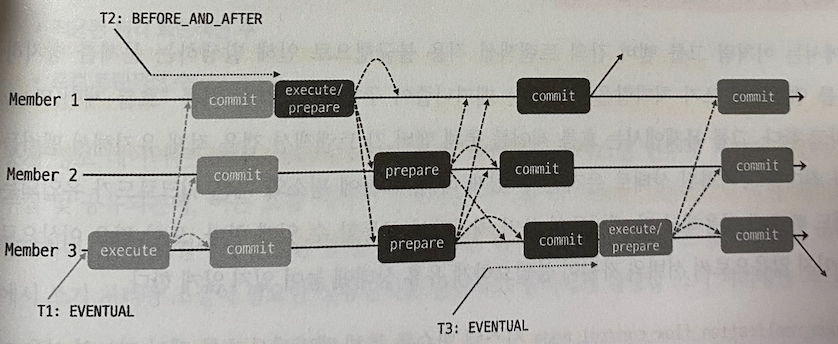 T2: BEFORE_AND_AFTER
Member 1
commit
execute/
prepare
commit
commit
Member 2
commit
prepare
commit
commit
Member 3
execute
commit
prepare
commit
execute/
prepare
commit
T1: EVENTUAL
T3: EVENTUAL